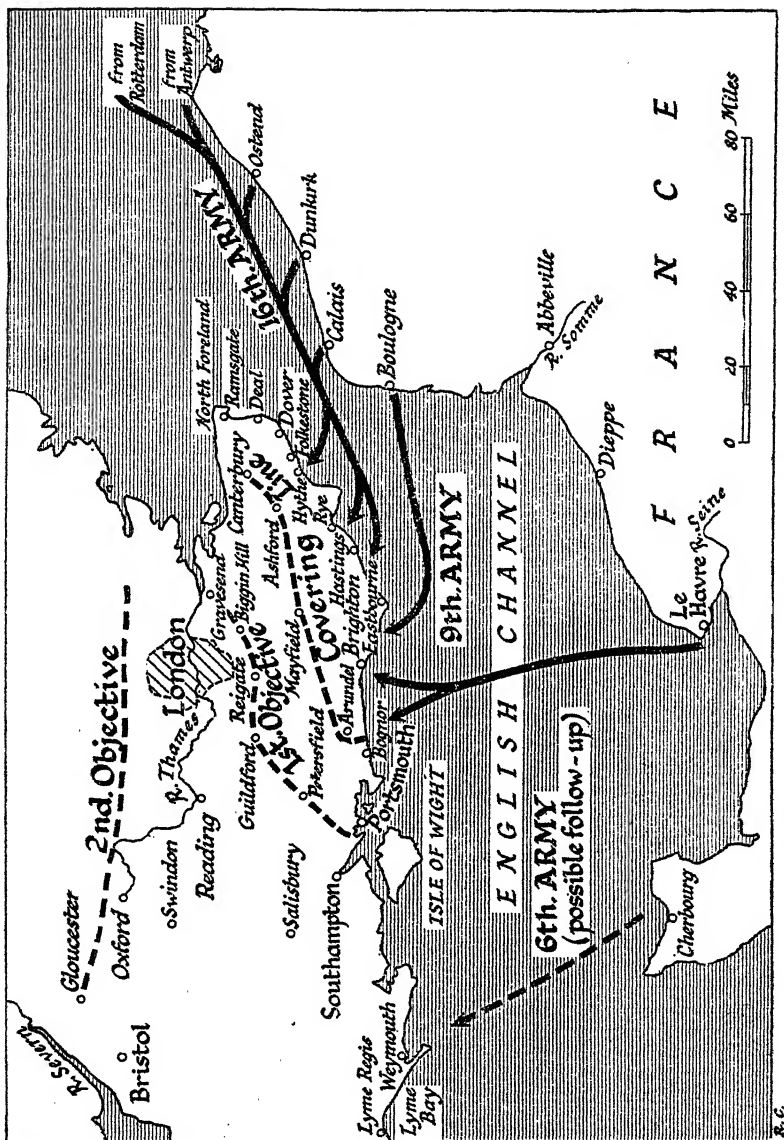 from
Rotterdam
from
Antwerp
16th. ARMY
Ostend
Dunkirk
Calais
Boulogne
Abbeville
R. Somme
Dieppe
Le
Havre
R. Seine
F R A N C E
0 20 40 60 80 Miles
North Foreland
Ramsgate
Deal
Dover
Folkestone
Canterbury
Hythe
Rye
Hastings
Eastbourne
Brighton
Covering Line
Ashford
Mayfield
Biggin Hill
Gravesend
London
R. Thames
Reigate
Guildford
1st. Objective
Petersfield
Arundel
Bognor
Portsmouth
2nd. Objective
Gloucester
Oxford
Swindon
Reading
Salisbury
Southampton
ISLE OF WIGHT
9th. ARMY
ENGLISH CHANNEL
6th. ARMY
(possible follow-up)
Cherbourg
R. Severn
Bristol
Lyme Regis
Weymouth
Lyme
Bay